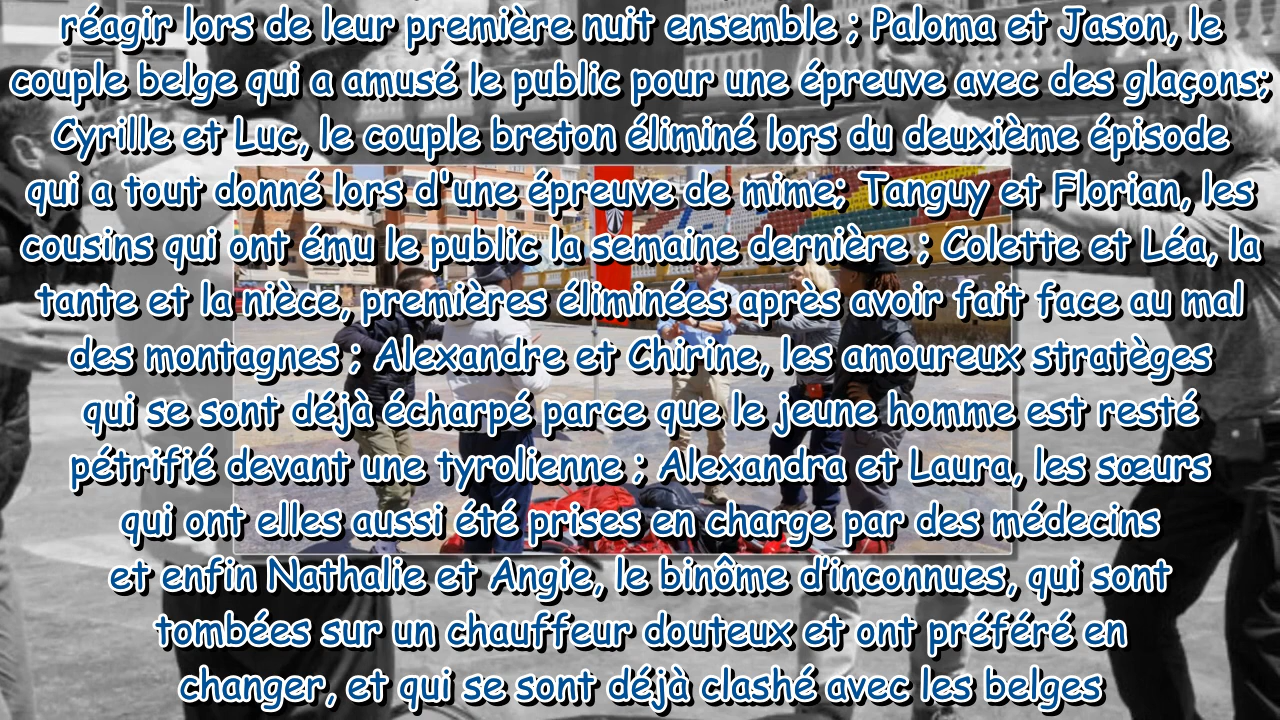 réagir lors de leur première nuit ensemble ; Paloma et Jason, le
couple belge qui a amusé le public pour une épreuve avec des glaçons;
Cyrille et Luc, le couple breton éliminé lors du deuxième épisode
qui a tout donné lors d'une épreuve de mime; Tanguy et Florian, les
cousins qui ont ému le public la semaine dernière ; Colette et Léa, la
tante et la nièce, premières éliminées après avoir fait face au mal
des montagnes ; Alexandre et Chirine, les amoureux stratèges
qui se sont déjà écharpé parce que le jeune homme est resté
pétrifié devant une tyrolienne ; Alexandra et Laura, les sœurs
qui ont elles aussi été prises en charge par des médecins
et enfin Nathalie et Angie, le binôme d’inconnues, qui sont
tombées sur un chauffeur douteux et ont préféré en
changer, et qui se sont déjà clashé avec les belges